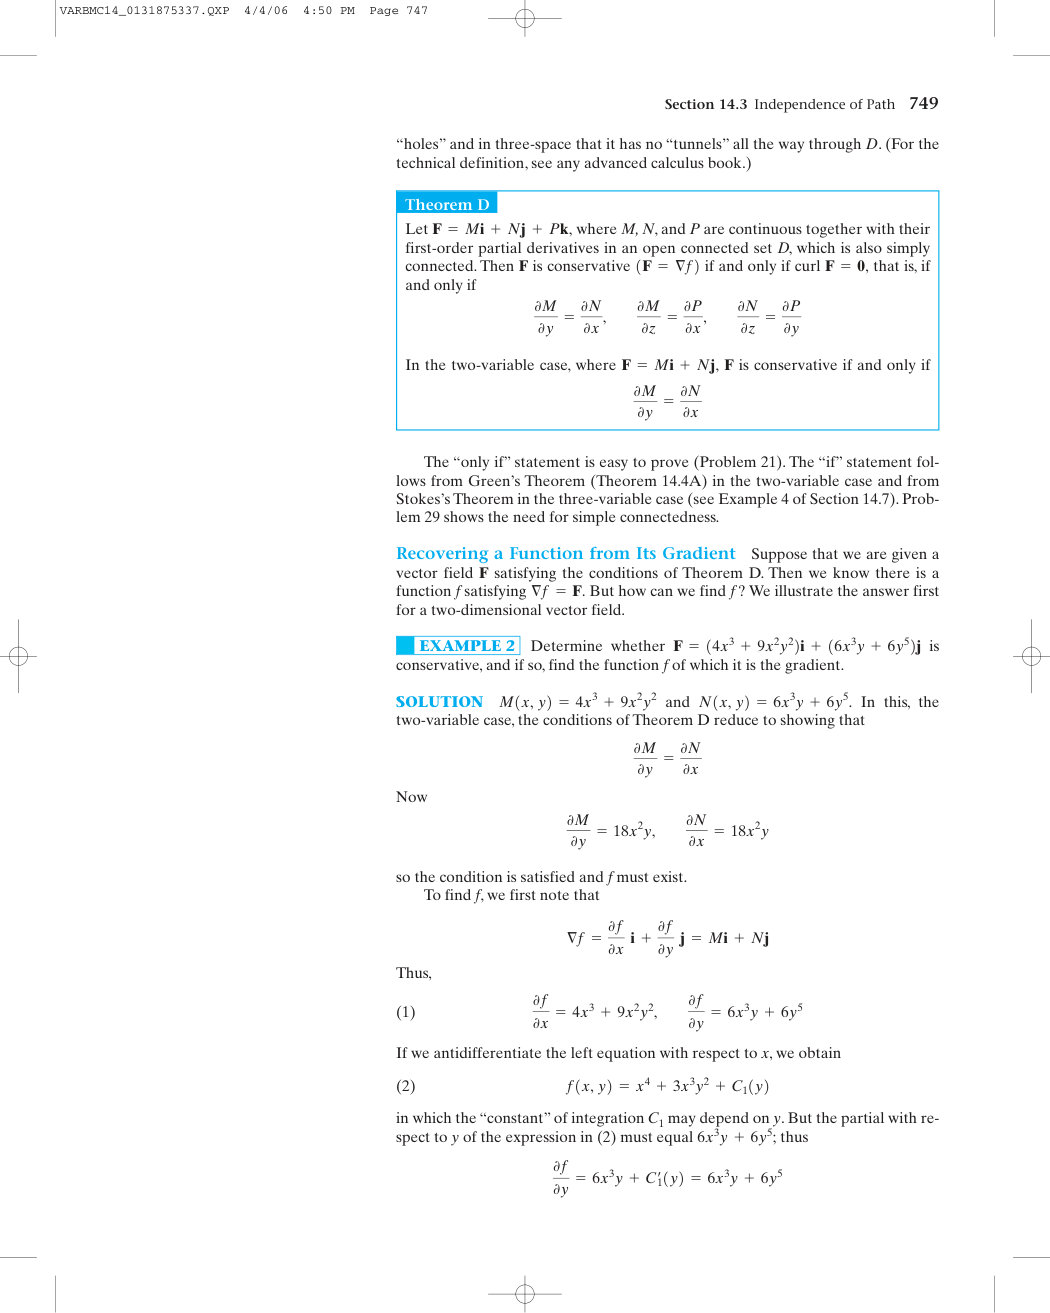 VARBMC14_0131875337.QXP 4/4/06 4:50 PM Page 747
Section 14.3 Independence of Path 749
“holes” and in three-space that it has no “tunnels” all the way through D. (For the
technical definition, see any advanced calculus book.)
Theorem D
Let F = Mi + Nj + Pk, where M, N, and P are continuous together with their
first-order partial derivatives in an open connected set D, which is also simply
connected. Then F is conservative (F = ∇f) if and only if curl F = 0, that is, if
and only if
∂M/∂y = ∂N/∂x, ∂M/∂z = ∂P/∂x, ∂N/∂z = ∂P/∂y
In the two-variable case, where F = Mi + Nj, F is conservative if and only if
∂M/∂y = ∂N/∂x
The “only if” statement is easy to prove (Problem 21). The “if” statement fol-
lows from Green’s Theorem (Theorem 14.4A) in the two-variable case and from
Stokes’s Theorem in the three-variable case (see Example 4 of Section 14.7). Prob-
lem 29 shows the need for simple connectedness.
Recovering a Function from Its Gradient Suppose that we are given a
vector field F satisfying the conditions of Theorem D. Then we know there is a
function f satisfying ∇f = F. But how can we find f? We illustrate the answer first
for a two-dimensional vector field.
EXAMPLE 2 Determine whether F = (4x³ + 9x²y²)i + (6x³y + 6y⁵)j is
conservative, and if so, find the function f of which it is the gradient.
SOLUTION M(x, y) = 4x³ + 9x²y² and N(x, y) = 6x³y + 6y⁵. In this, the
two-variable case, the conditions of Theorem D reduce to showing that
∂M/∂y = ∂N/∂x
Now
∂M/∂y = 18x²y, ∂N/∂x = 18x²y
so the condition is satisfied and f must exist.
To find f, we first note that
∇f = ∂f/∂x i + ∂f/∂y j = Mi + Nj
Thus,
(1) ∂f/∂x = 4x³ + 9x²y², ∂f/∂y = 6x³y + 6y⁵
If we antidifferentiate the left equation with respect to x, we obtain
(2) f(x, y) = x⁴ + 3x³y² + C₁(y)
in which the “constant” of integration C₁ may depend on y. But the partial with re-
spect to y of the expression in (2) must equal 6x³y + 6y⁵; thus
∂f/∂y = 6x³y + C₁′(y) = 6x³y + 6y⁵